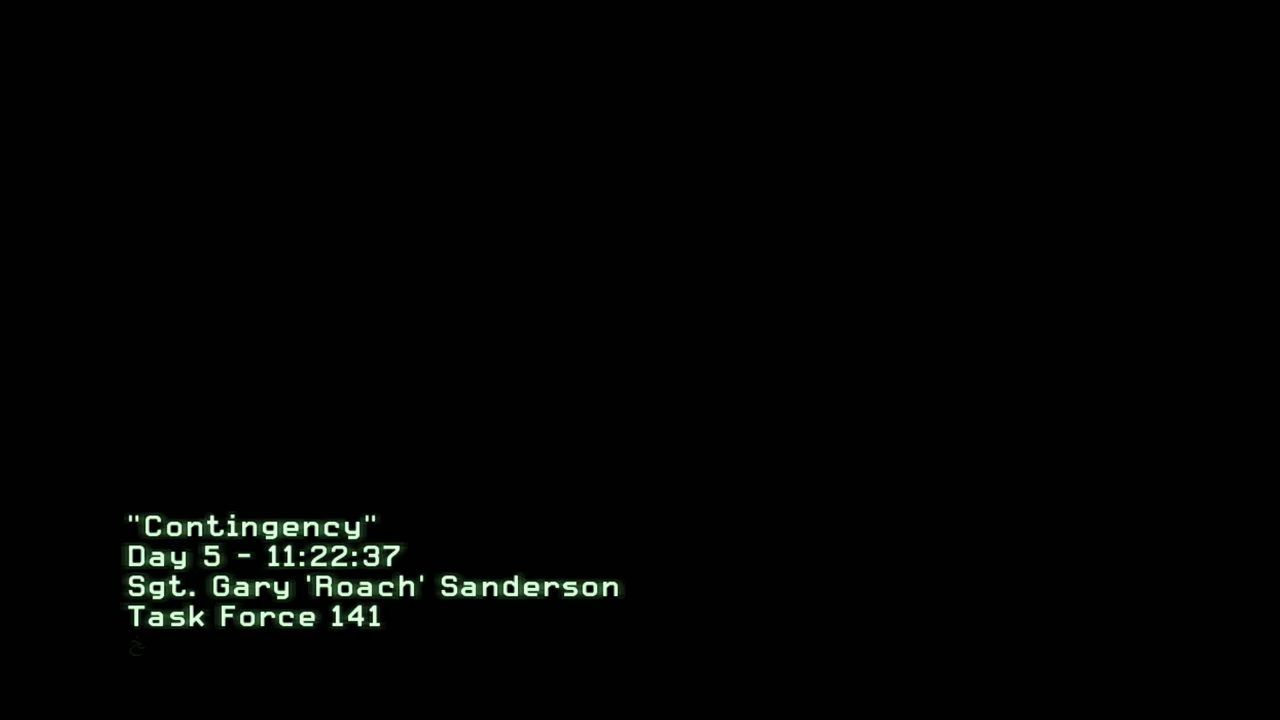 "Contingency"
Day 5 - 11:22:37
Sgt. Gary 'Roach' Sanderson
Task Force 141